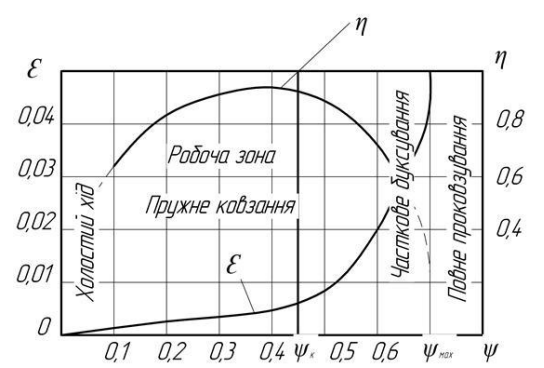 η
ε
η
0,04
0,8
0,03
0,6
0,02
0,4
0,01
0
Робоча зона
Пружне ковзання
ε
Холостий хід
Часткове буксування
Повне проковзування
0,1 0,2 0,3 0,4 ψк 0,5 0,6 ψмах ψ